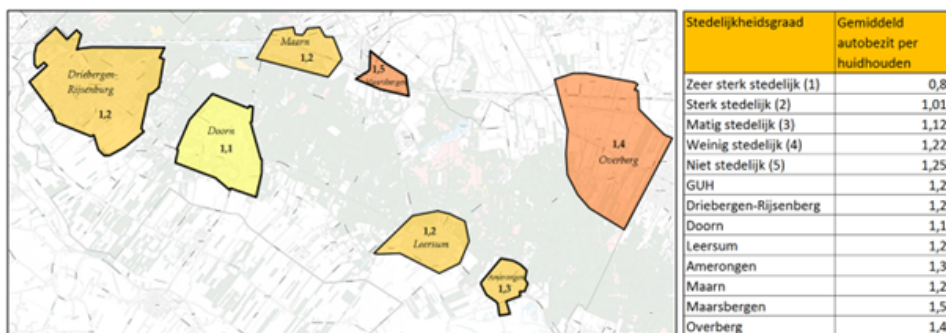 Driebergen-
Rijsenburg
1,2
Maarn
1,2
1,5
Maarsbergen
Doorn
1,1
1,4
Overberg
1,2
Leersum
Amerongen
1,3
Stedelijkheidsgraad Gemiddeld autobezit per huidhouden
Zeer sterk stedelijk (1) 0,8
Sterk stedelijk (2) 1,01
Matig stedelijk (3) 1,12
Weinig stedelijk (4) 1,22
Niet stedelijk (5) 1,25
GUH 1,2
Driebergen-Rijsenberg 1,2
Doorn 1,1
Leersum 1,2
Amerongen 1,3
Maarn 1,2
Maarsbergen 1,5
Overberg 1,4